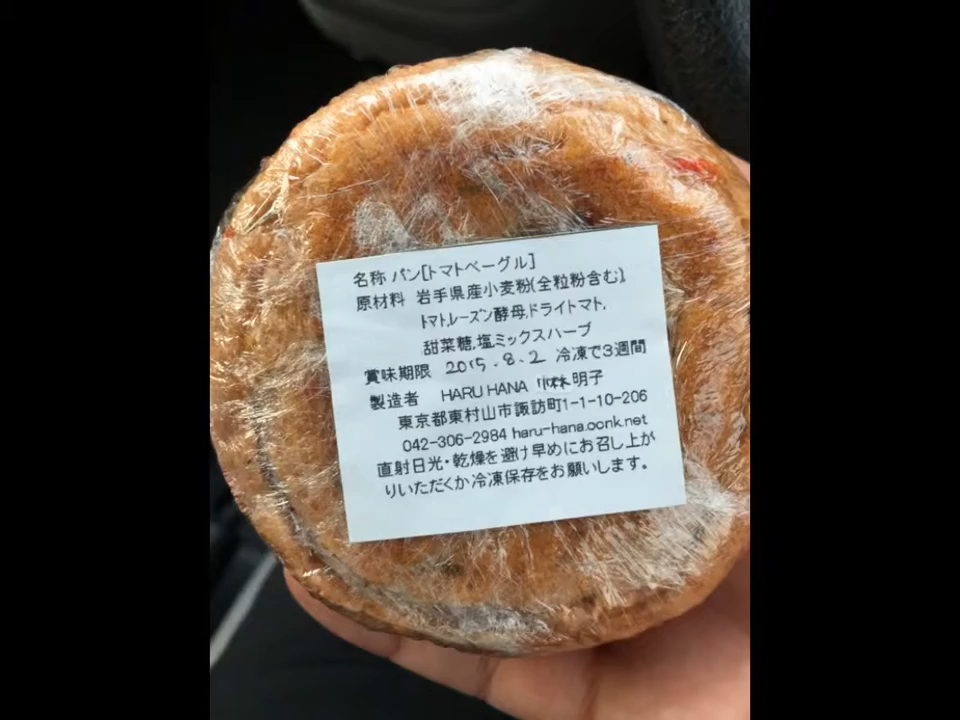 名称 パン[トマトベーグル]
原材料 岩手県産小麦粉(全粒粉含む),
トマト,レーズン酵母,ドライトマト,
甜菜糖,塩,ミックスハーブ
賞味期限 2015.8.2 冷凍で3週間
製造者 HARU HANA 小林 明子
東京都東村山市諏訪町1-1-10-206
042-306-2984 haru-hana.ocnk.net
直射日光・乾燥を避け早めにお召し上が
りいただくか冷凍保存をお願いします。